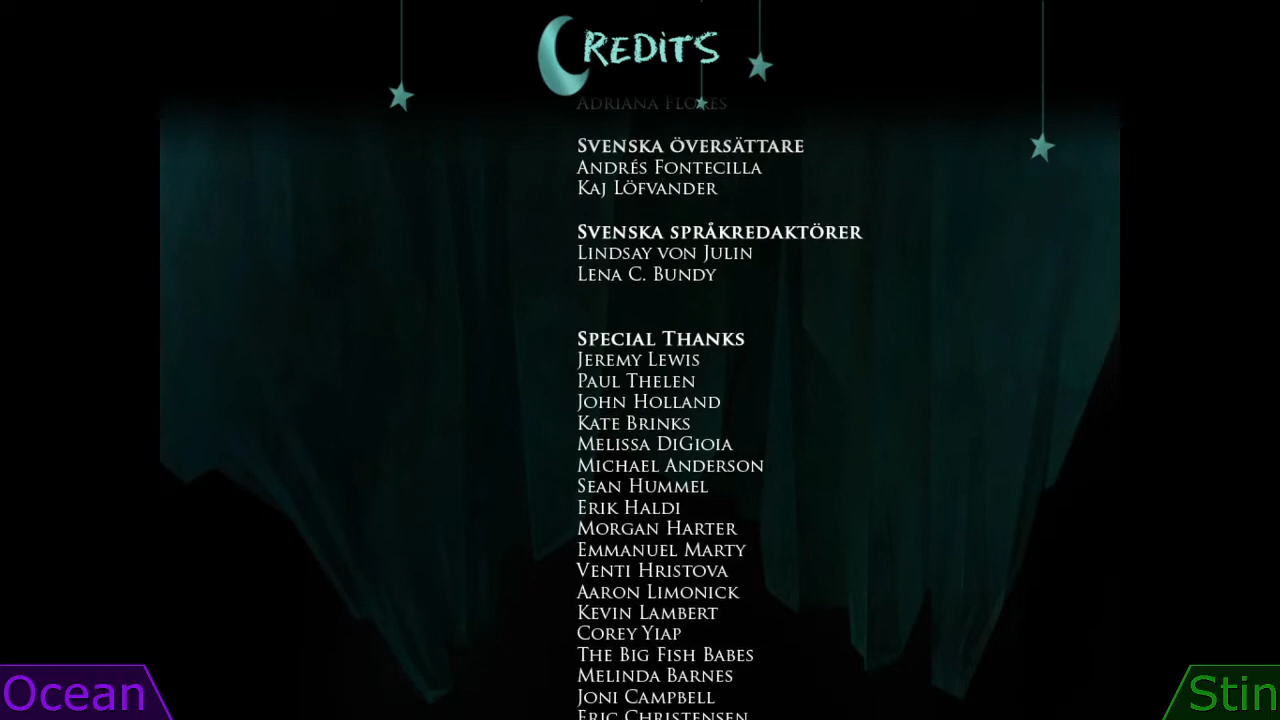 CREDITS
ADRIANA FLORES
SVENSKA ÖVERSÄTTARE
ANDRÉS FONTECILLA
KAJ LÖFVANDER
SVENSKA SPRÅKREDAKTÖRER
LINDSAY VON JULIN
LENA C. BUNDY
SPECIAL THANKS
JEREMY LEWIS
PAUL THELEN
JOHN HOLLAND
KATE BRINKS
MELISSA DIGIOIA
MICHAEL ANDERSON
SEAN HUMMEL
ERIK HALDI
MORGAN HARTER
EMMANUEL MARTY
VENTI HRISTOVA
AARON LIMONICK
KEVIN LAMBERT
COREY YIAP
THE BIG FISH BABES
MELINDA BARNES
JONI CAMPBELL
ERIC CHRISTENSEN
Ocean
Stin